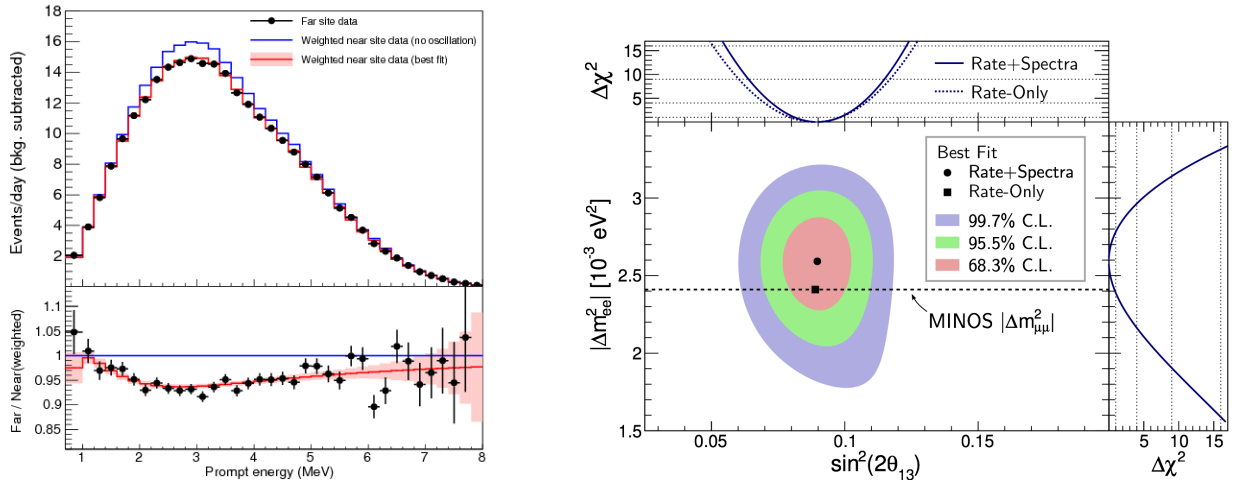 Events/day (bkg. subtracted)
18
16
14
12
10
8
6
4
2
Far site data
Weighted near site data (no oscillation)
Weighted near site data (best fit)
Far / Near(weighted)
1.1
1.05
1
0.95
0.9
0.85
1 2 3 4 5 6 7 8
Prompt energy (MeV)
Δχ²
15
10
5
Rate+Spectra
Rate-Only
|Δm²ₑₑ| [10⁻³ eV²]
3
2.5
2
1.5
Best Fit
Rate+Spectra
Rate-Only
99.7% C.L.
95.5% C.L.
68.3% C.L.
MINOS |Δm²μμ|
0.05 0.1 0.15
sin²(2θ₁₃)
5 10 15
Δχ²